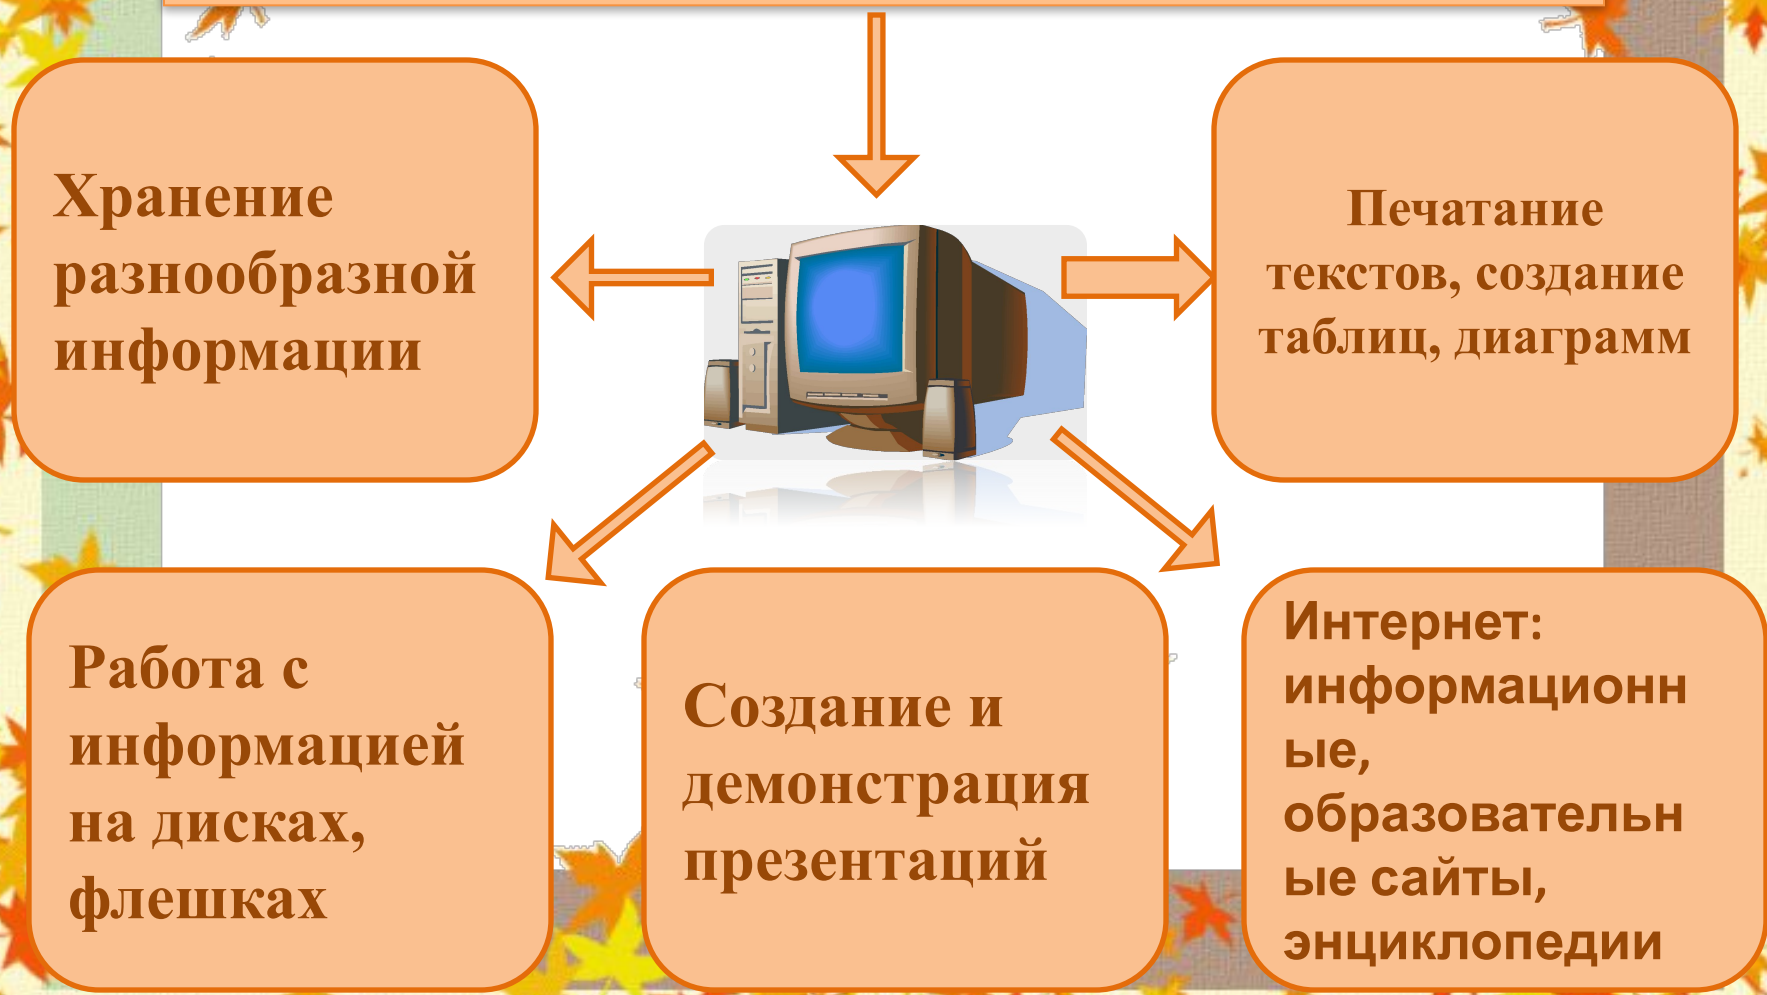 Хранение
разнообразной
информации
Печатание
текстов, создание
таблиц, диаграмм
Работа с
информацией
на дисках,
флешках
Создание и
демонстрация
презентаций
Интернет:
информационн
ые,
образовательн
ые сайты,
энциклопедии